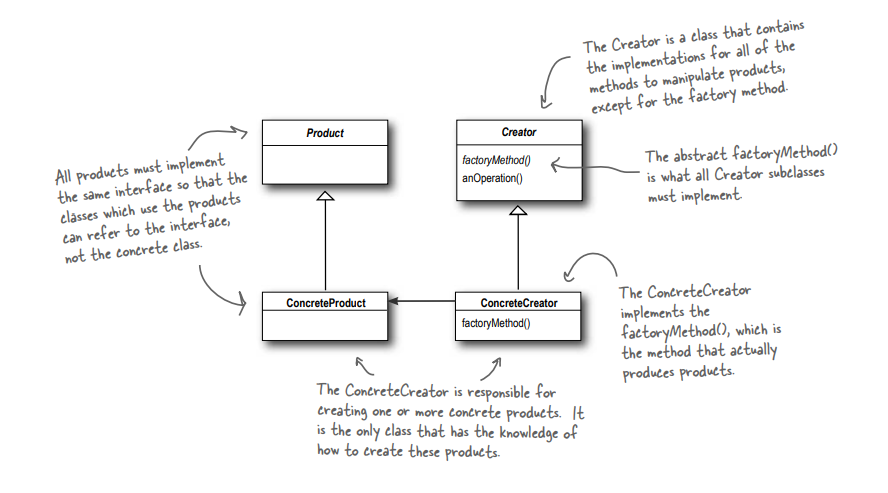 The Creator is a class that contains
the implementations for all of the
methods to manipulate products,
except for the factory method.
Product
Creator
factoryMethod()
anOperation()
The abstract factoryMethod()
is what all Creator subclasses
must implement.
All products must implement
the same interface so that the
classes which use the products
can refer to the interface,
not the concrete class.
ConcreteProduct
ConcreteCreator
factoryMethod()
The ConcreteCreator
implements the
factoryMethod(), which is
the method that actually
produces products.
The ConcreteCreator is responsible for
creating one or more concrete products. It
is the only class that has the knowledge of
how to create these products.